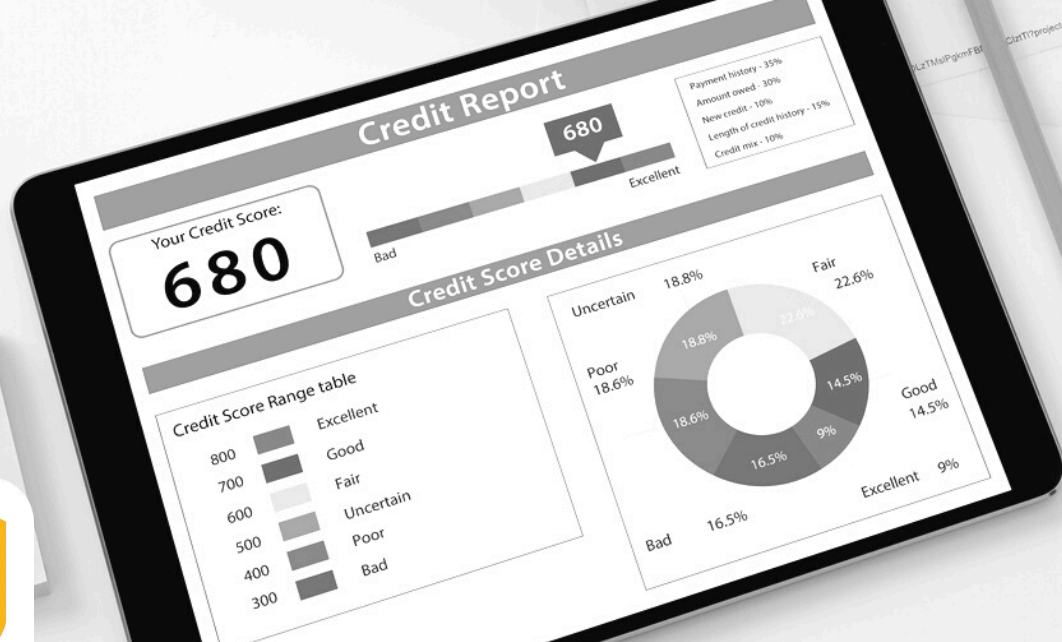 Credit Report
Your Credit Score:
680
680
Bad
Excellent
Payment history - 35%
Amount owed - 30%
New credit - 10%
Length of credit history - 15%
Credit mix - 10%
Credit Score Details
Credit Score Range table
800 Excellent
700 Good
600 Fair
500 Uncertain
400 Poor
300 Bad
Uncertain 18.8%
Fair
22.6%
Poor
18.6%
Good
14.5%
Excellent 9%
Bad 16.5%
18.8%
22.6%
14.5%
18.6%
9%
16.5%